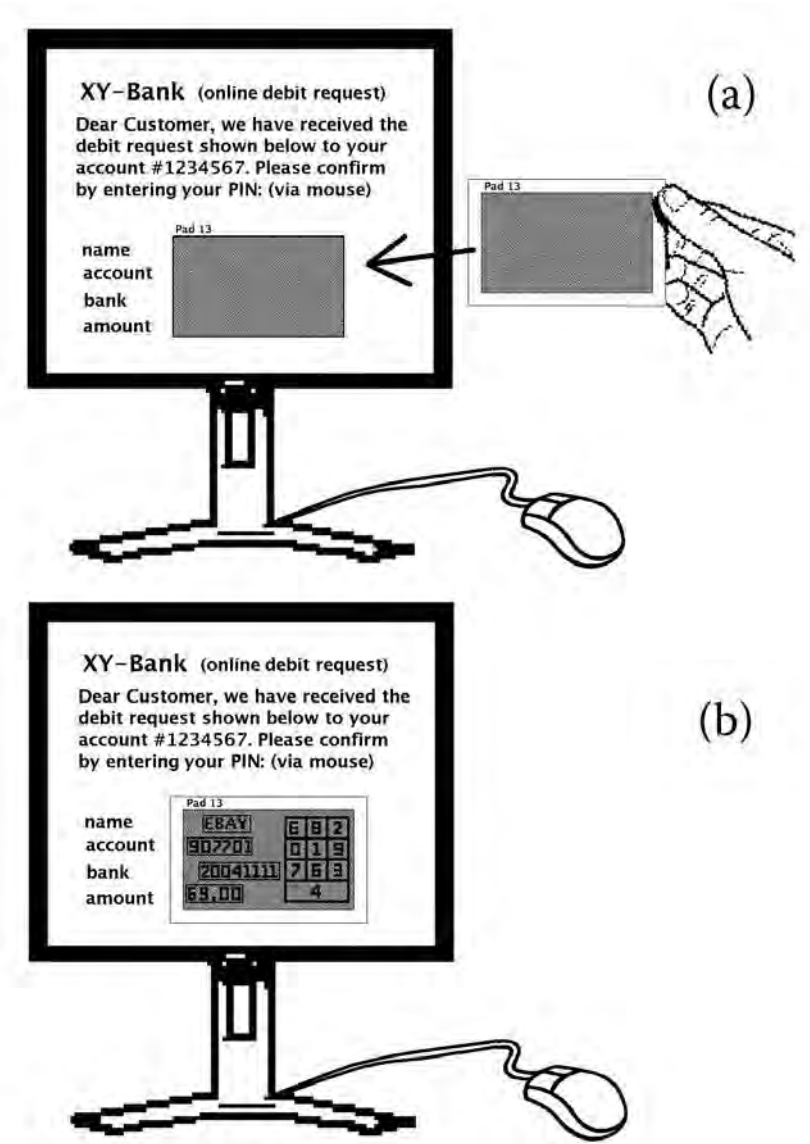 (a)
XY-Bank (online debit request)
Dear Customer, we have received the
debit request shown below to your
account #1234567. Please confirm
by entering your PIN: (via mouse)
Pad 13
name
account
bank
amount
Pad 13
(b)
XY-Bank (online debit request)
Dear Customer, we have received the
debit request shown below to your
account #1234567. Please confirm
by entering your PIN: (via mouse)
Pad 13
name EBAY
account 907701
bank 20041111
amount 69,00
8 2
0 1 9
7 3
4